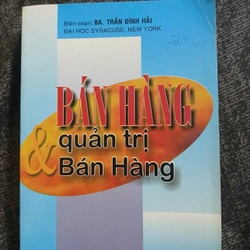 Biên soạn: BA. TRẦN ĐÌNH HẢI
ĐẠI HỌC SYRACUSE, NEW YORK
BÁN HÀNG
& quản trị
Bán Hàng